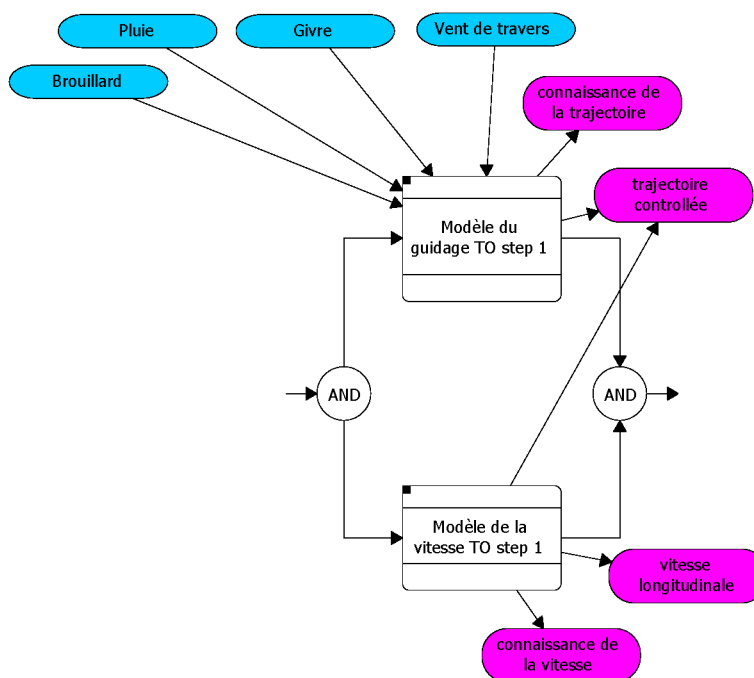 Pluie
Givre
Vent de travers
Brouillard
connaissance de
la trajectoire
trajectoire
controllée
Modèle du
guidage TO step 1
AND
AND
Modèle de la
vitesse TO step 1
vitesse
longitudinale
connaissance de
la vitesse